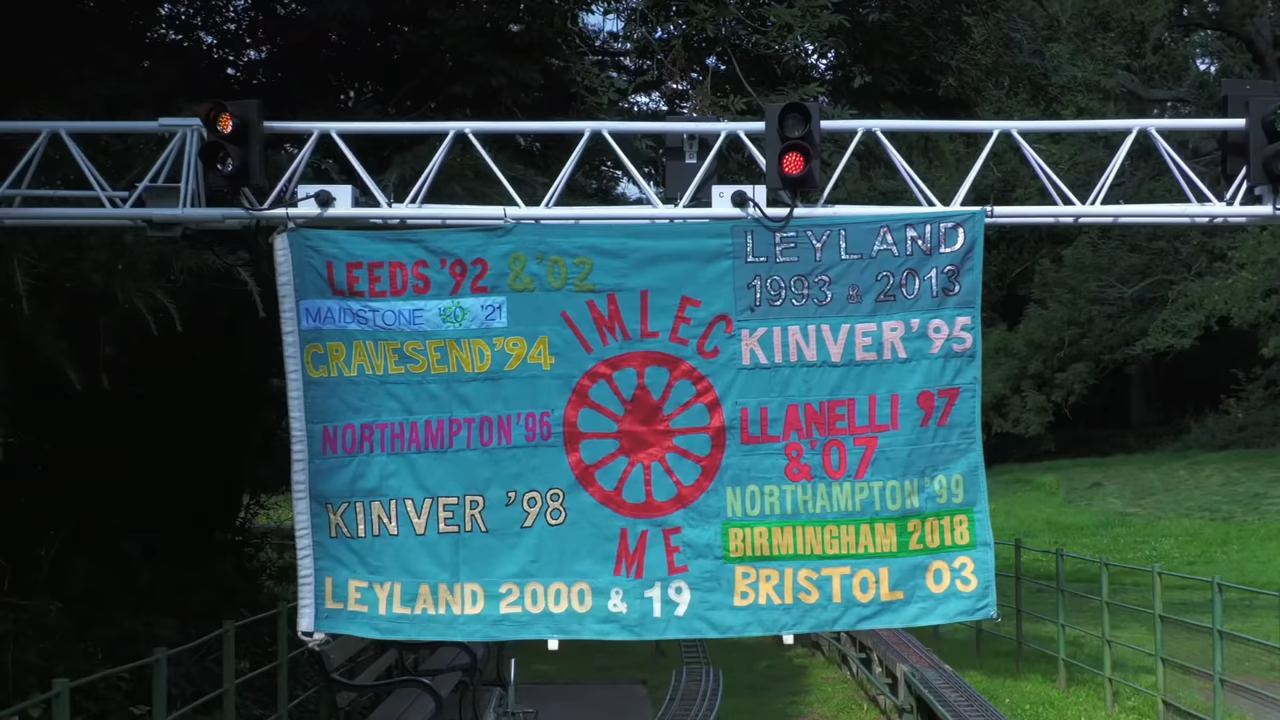 LEEDS '92 & '02
MAIDSTONE '20 '21
GRAVESEND '94
NORTHAMPTON '96
KINVER '98
LEYLAND 2000 & 19
IMLEC
ME
LEYLAND
1993 & 2013
KINVER '95
LLANELLI 97
& '07
NORTHAMPTON '99
BIRMINGHAM 2018
BRISTOL 03
C